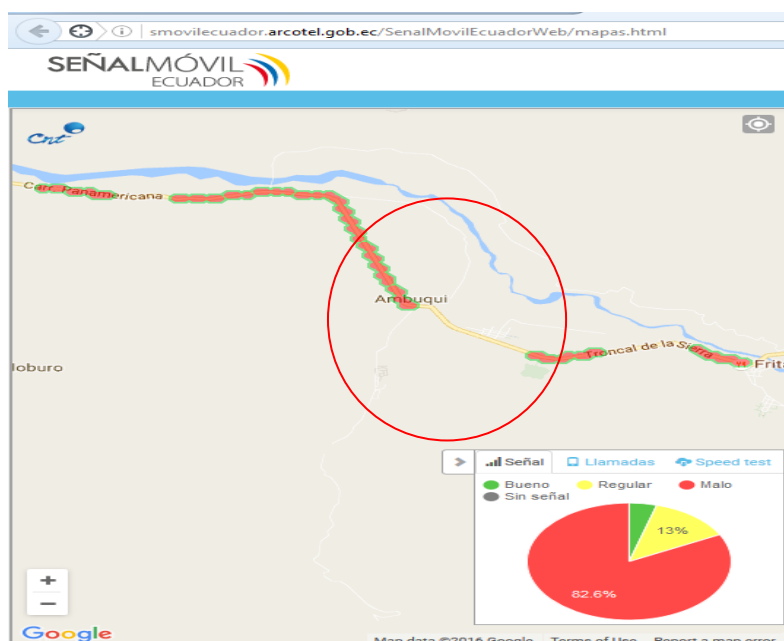 smovilecuador.arcotel.gob.ec/SenalMovilEcuadorWeb/mapas.html
SEÑALMÓVIL
ECUADOR
Cnt
Carr. Panamericana
Ambuqui
Troncal de la Sierra
Frita
loburo
Señal
Llamadas
Speed test
Bueno
Regular
Malo
Sin señal
13%
82.6%
+
−
Google
Map data ©2016 Google
Terms of Use
Report a map error